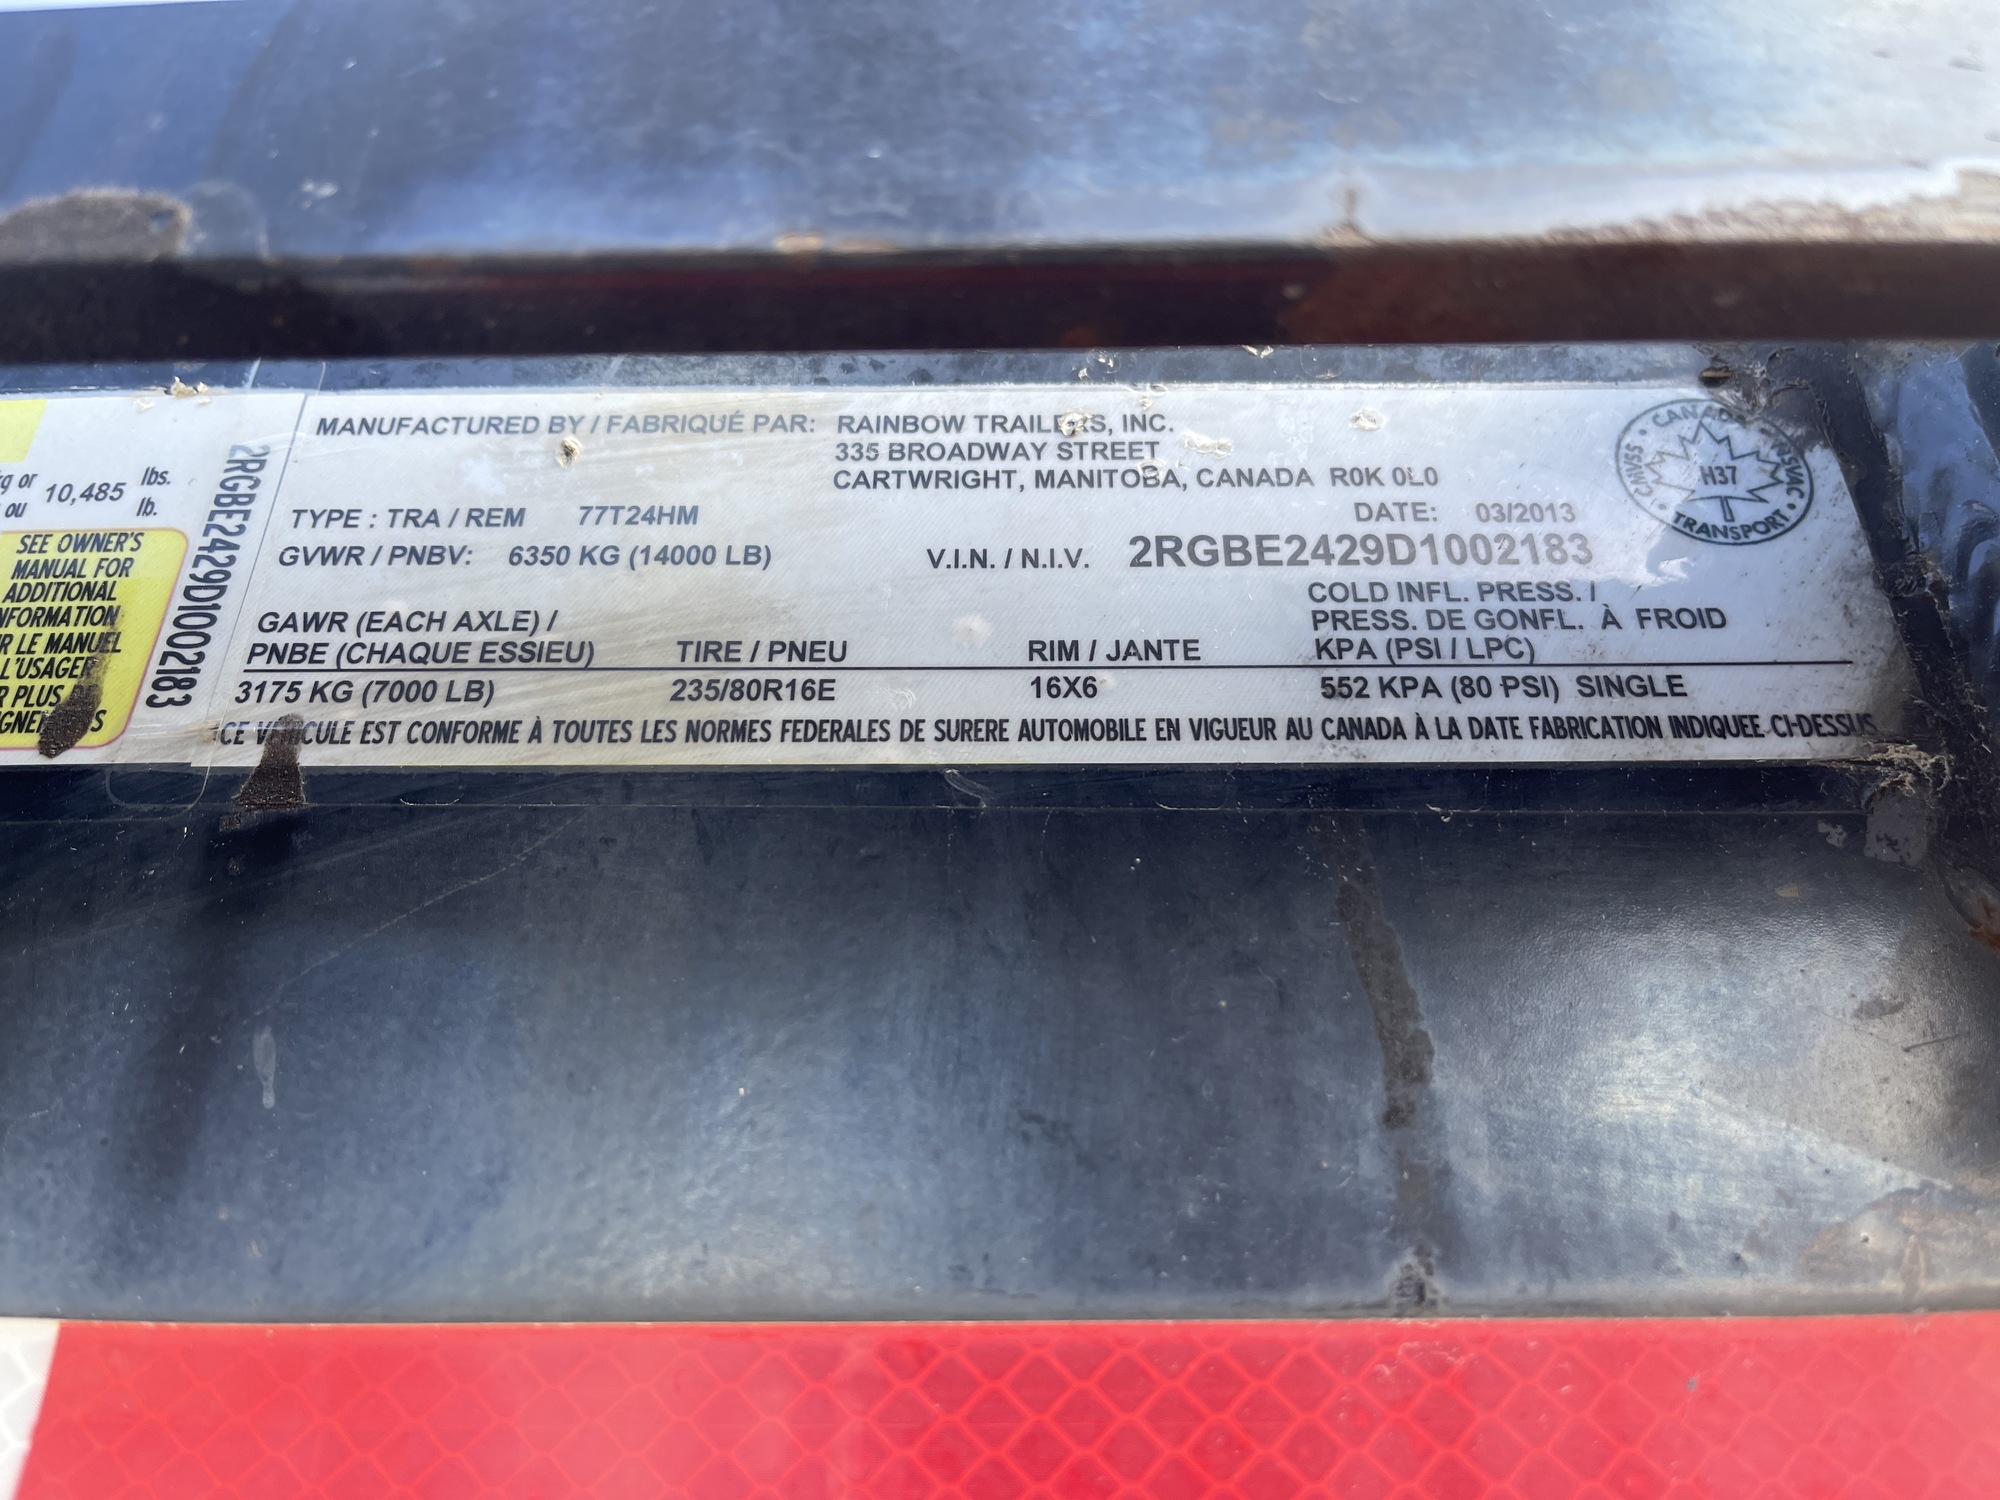 kg or 10,485 lbs.
ou lb.
SEE OWNER'S
MANUAL FOR
ADDITIONAL
NFORMATION
R LE MANUEL
L'USAGER
R PLUS
2RGBE2429D1002183
MANUFACTURED BY / FABRIQUÉ PAR: RAINBOW TRAILERS, INC.
335 BROADWAY STREET
CARTWRIGHT, MANITOBA, CANADA R0K 0L0
TYPE : TRA / REM 77T24HM DATE: 03/2013
GVWR / PNBV: 6350 KG (14000 LB) V.I.N. / N.I.V. 2RGBE2429D1002183
COLD INFL. PRESS. /
GAWR (EACH AXLE) / PRESS. DE GONFL. À FROID
PNBE (CHAQUE ESSIEU) TIRE / PNEU RIM / JANTE KPA (PSI / LPC)
3175 KG (7000 LB) 235/80R16E 16X6 552 KPA (80 PSI) SINGLE
CE VÉHICULE EST CONFORME À TOUTES LES NORMES FEDERALES DE SURERE AUTOMOBILE EN VIGUEUR AU CANADA À LA DATE FABRICATION INDIQUEE CI-DESSUS
CANADA
CMVSS H37 NSVAC
TRANSPORT